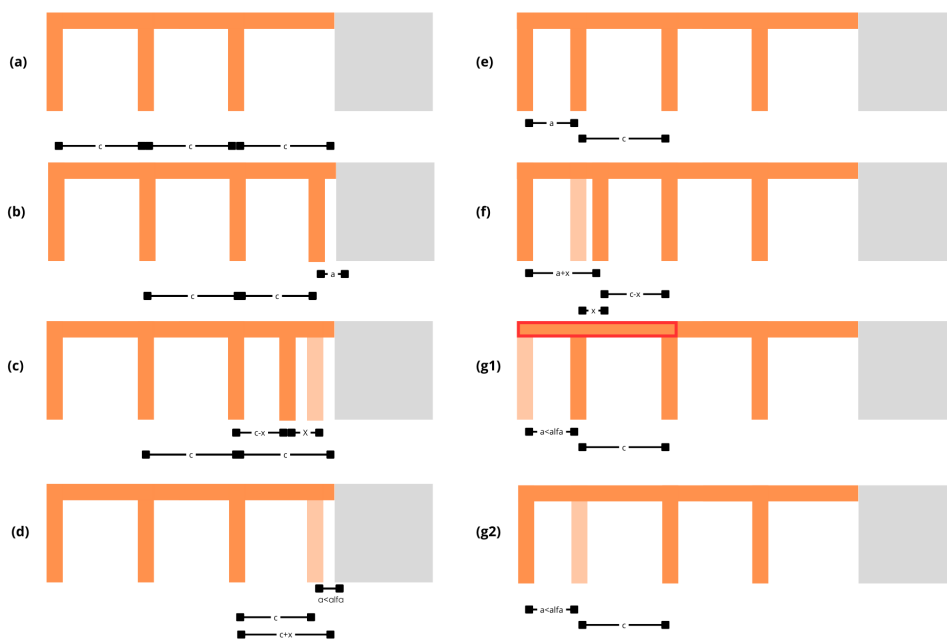 (a)
c
c
c
(b)
a
c
c
(c)
c-x
X
c
c
(d)
a<alfa
c
c+x
(e)
a
c
(f)
a+x
c-x
x
(g1)
a<alfa
c
(g2)
a<alfa
c